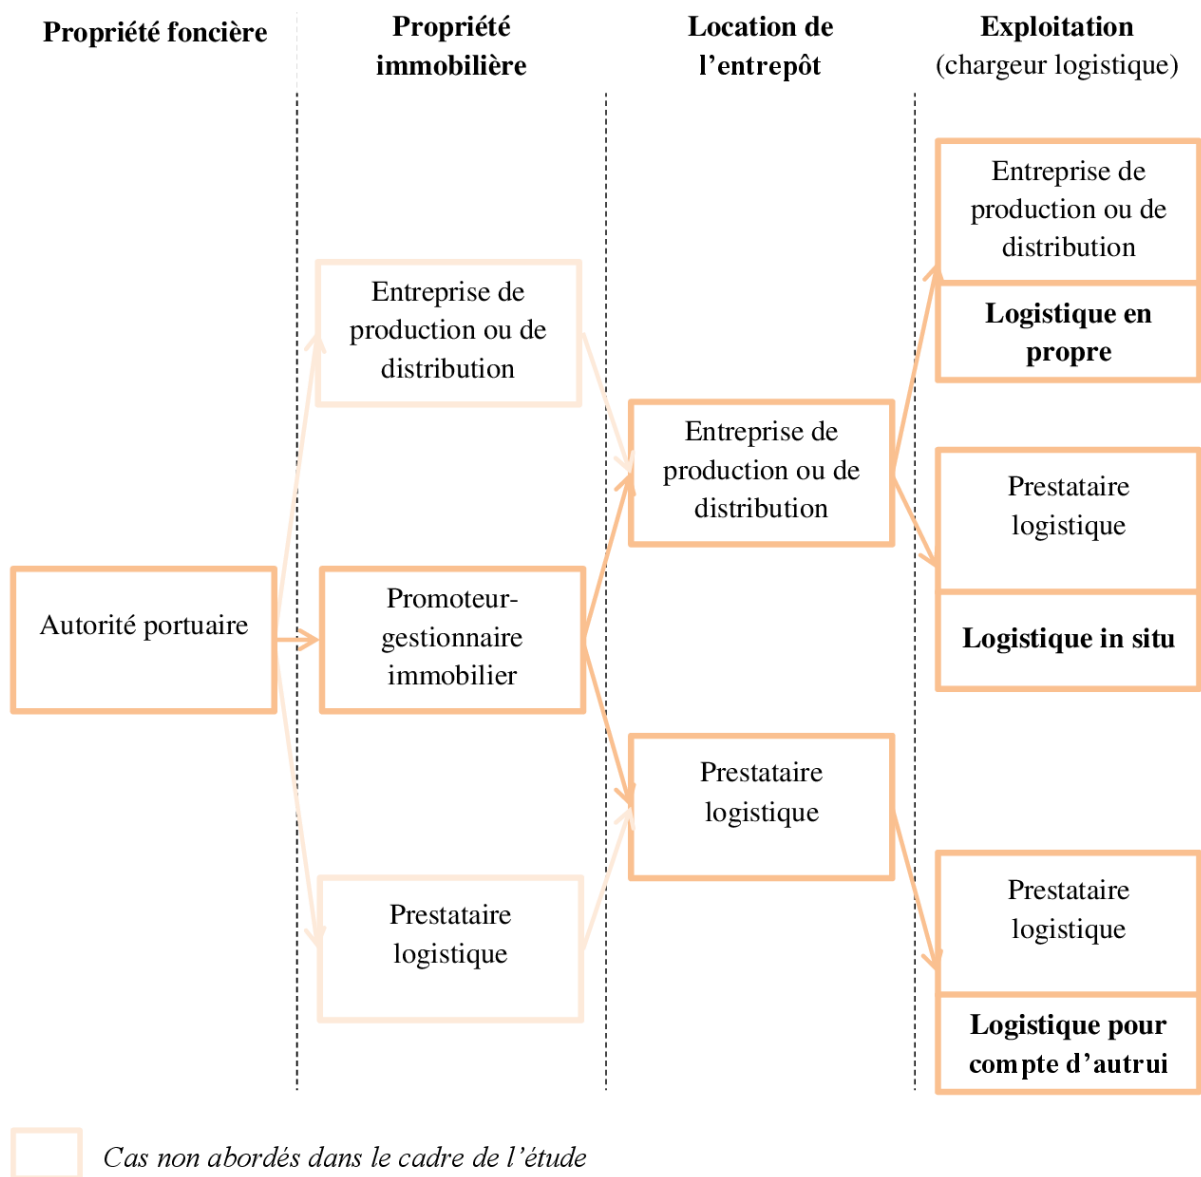 Propriété foncière
Propriété
immobilière
Location de
l’entrepôt
Exploitation
(chargeur logistique)
Autorité portuaire
Entreprise de
production ou de
distribution
Promoteur-
gestionnaire
immobilier
Prestataire
logistique
Entreprise de
production ou de
distribution
Prestataire
logistique
Entreprise de
production ou de
distribution
Logistique en
propre
Prestataire
logistique
Logistique in situ
Prestataire
logistique
Logistique pour
compte d’autrui
Cas non abordés dans le cadre de l’étude